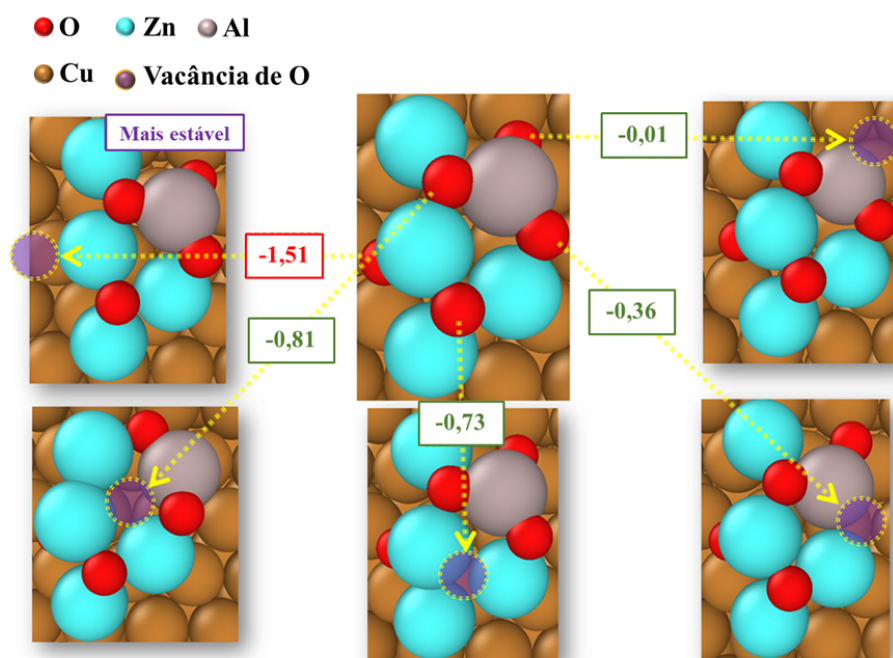 O Zn Al
Cu Vacância de O
Mais estável
-0,01
-1,51
-0,36
-0,81
-0,73